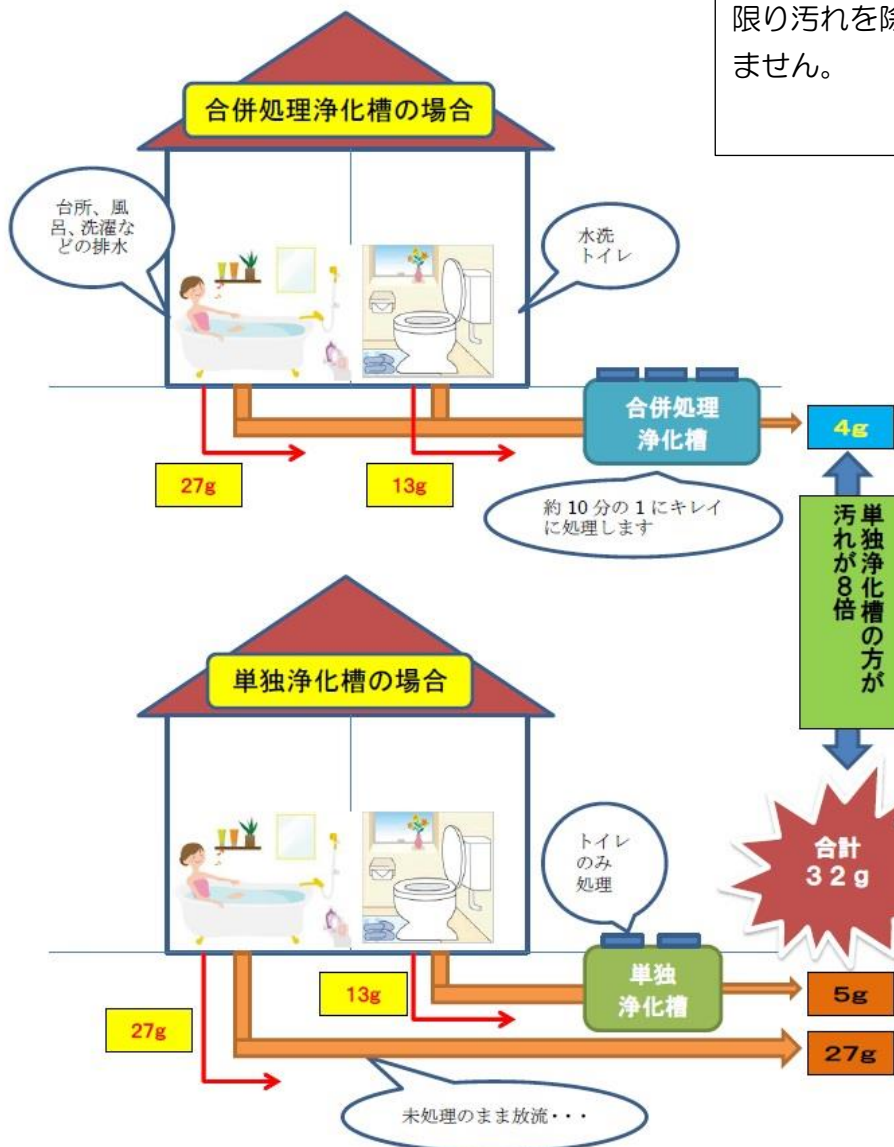 限り汚れを除
ません。
合併処理浄化槽の場合
台所、風
呂、洗濯な
どの排水
水洗
トイレ
合併処理
浄化槽
4g
27g
13g
約 10 分の 1 にキレイ
に処理します
単独浄化槽の方が
汚れが8倍
単独浄化槽の場合
トイレ
のみ
処理
合計
32g
単独
浄化槽
13g
5g
27g
27g
未処理のまま放流・・・